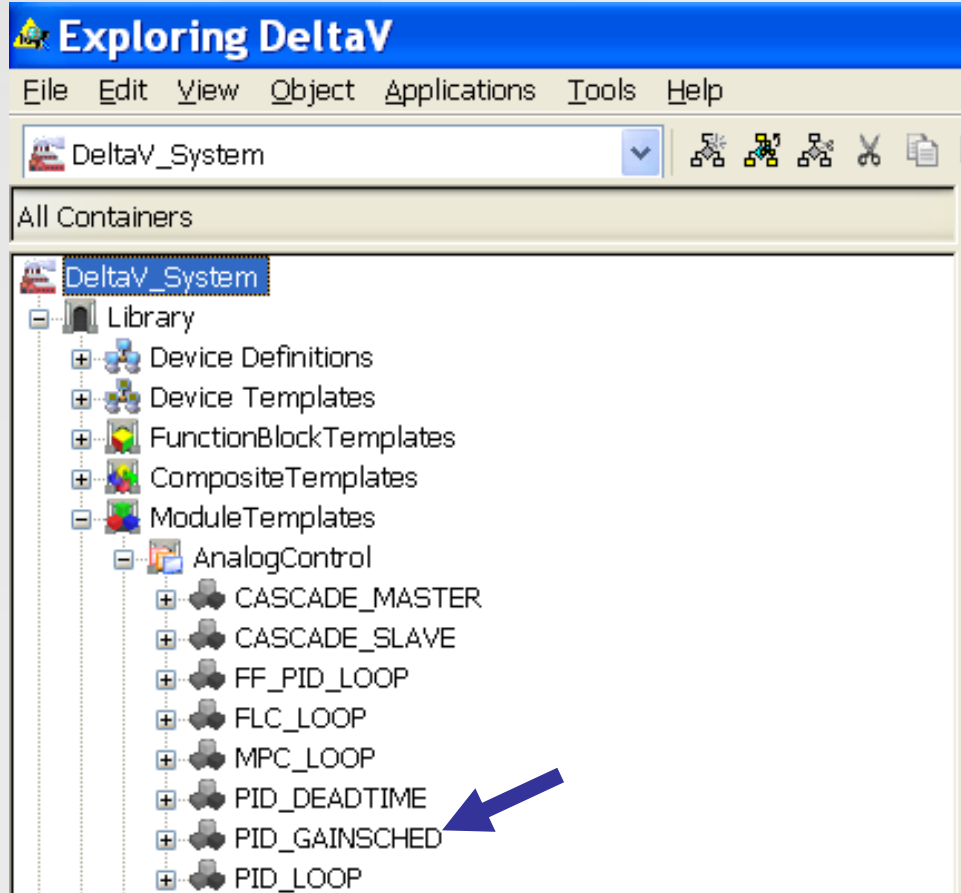 Exploring DeltaV
File Edit View Object Applications Tools Help
DeltaV_System
All Containers
DeltaV_System
Library
Device Definitions
Device Templates
FunctionBlockTemplates
CompositeTemplates
ModuleTemplates
AnalogControl
CASCADE_MASTER
CASCADE_SLAVE
FF_PID_LOOP
FLC_LOOP
MPC_LOOP
PID_DEADTIME
PID_GAINSCHED
PID_LOOP